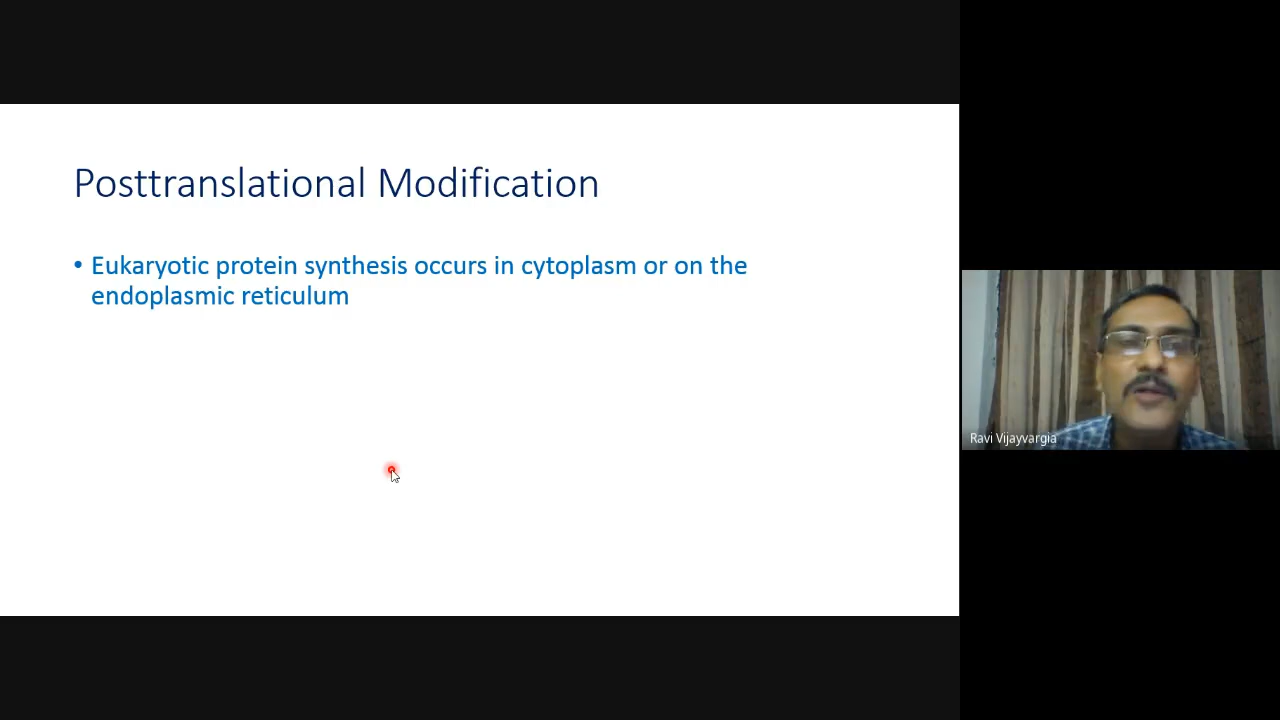 Posttranslational Modification
• Eukaryotic protein synthesis occurs in cytoplasm or on the
endoplasmic reticulum
Ravi Vijayvargia